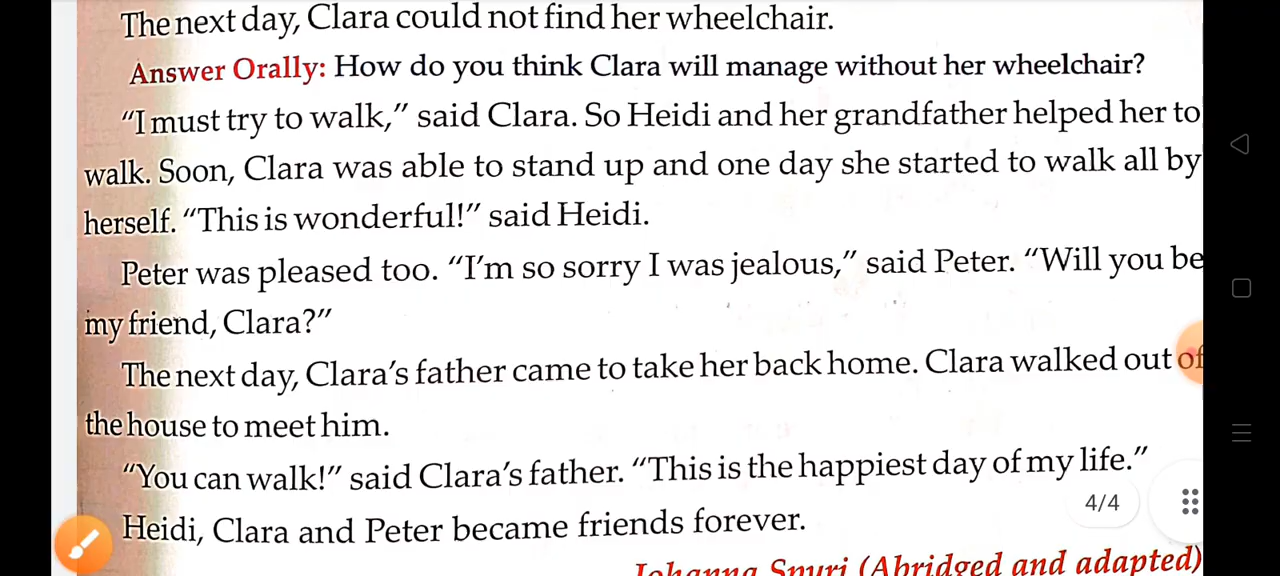 The next day, Clara could not find her wheelchair.
Answer Orally: How do you think Clara will manage without her wheelchair?
“I must try to walk,” said Clara. So Heidi and her grandfather helped her to
walk. Soon, Clara was able to stand up and one day she started to walk all by
herself. “This is wonderful!” said Heidi.
Peter was pleased too. “I’m so sorry I was jealous,” said Peter. “Will you be
my friend, Clara?”
The next day, Clara’s father came to take her back home. Clara walked out of
the house to meet him.
“You can walk!” said Clara’s father. “This is the happiest day of my life.”
4/4
Heidi, Clara and Peter became friends forever.
Johanna Spyri (Abridged and adapted)